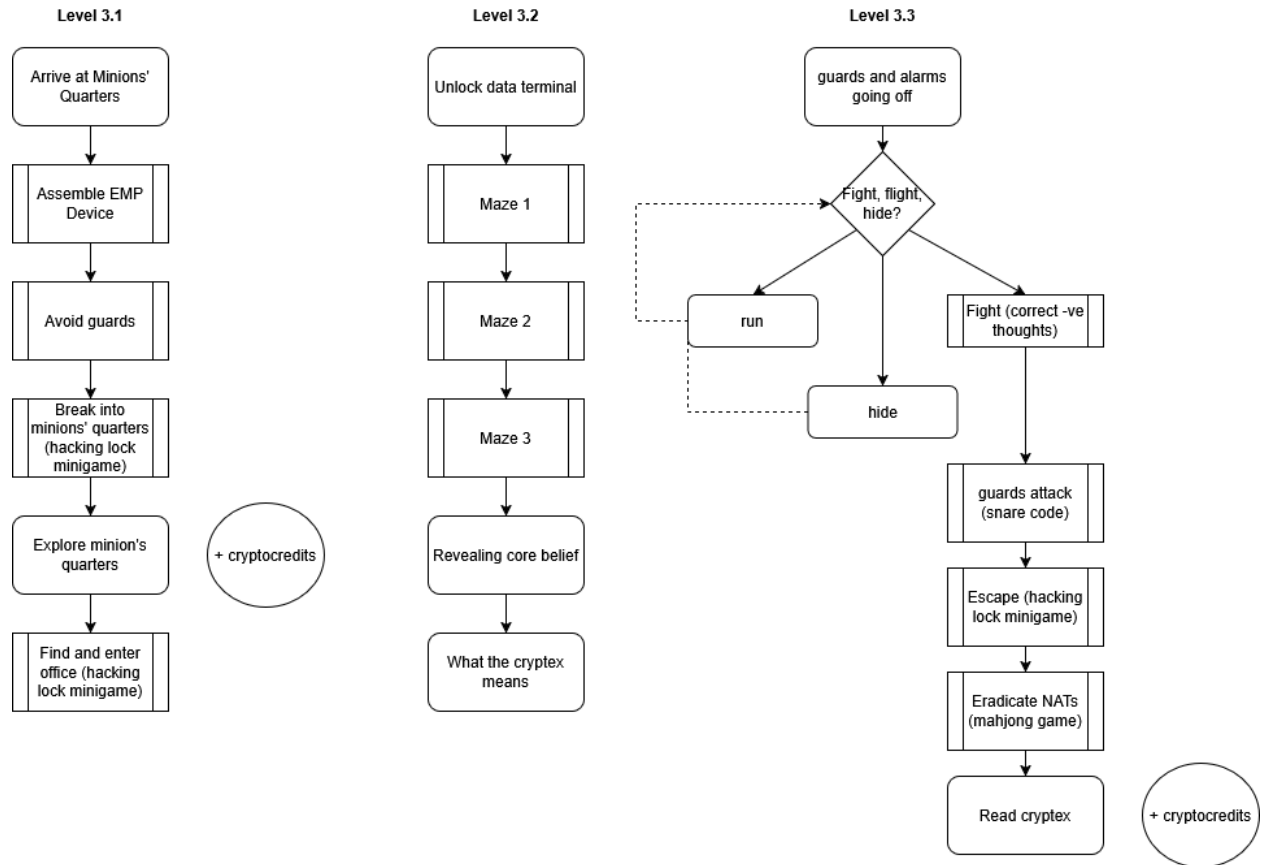 Level 3.1
Arrive at Minions'
Quarters
Assemble EMP
Device
Avoid guards
Break into
minions' quarters
(hacking lock
minigame)
Explore minion's
quarters
+ cryptocredits
Find and enter
office (hacking
lock minigame)
Level 3.2
Unlock data terminal
Maze 1
Maze 2
Maze 3
Revealing core belief
What the cryptex
means
Level 3.3
guards and alarms
going off
Fight, flight,
hide?
run
hide
Fight (correct -ve
thoughts)
guards attack
(snare code)
Escape (hacking
lock minigame)
Eradicate NATs
(mahjong game)
Read cryptex
+ cryptocredits